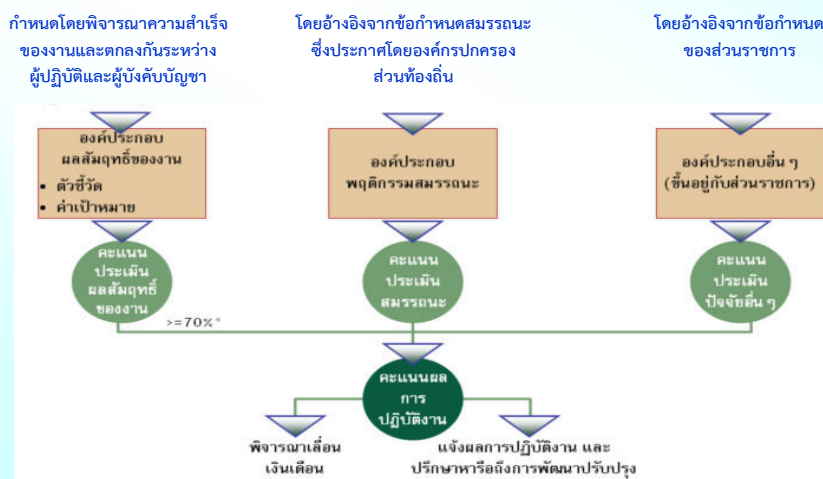 กำหนดโดยพิจารณาความสำเร็จ
ของงานและตกลงกันระหว่าง
ผู้ปฏิบัติและผู้บังคับบัญชา
โดยอ้างอิงจากข้อกำหนดสมรรถนะ
ซึ่งประกาศโดยองค์กรปกครอง
ส่วนท้องถิ่น
โดยอ้างอิงจากข้อกำหนด
ของส่วนราชการ
องค์ประกอบ
ผลสัมฤทธิ์ของงาน
• ตัวชี้วัด
• ค่าเป้าหมาย
องค์ประกอบ
พฤติกรรมสมรรถนะ
องค์ประกอบอื่น ๆ
(ขึ้นอยู่กับส่วนราชการ)
คะแนน
ประเมิน
ผลสัมฤทธิ์
ของงาน
คะแนน
ประเมิน
สมรรถนะ
คะแนน
ประเมิน
ปัจจัยอื่น ๆ
>=70%*
คะแนนผล
การ
ปฏิบัติงาน
พิจารณาเลื่อน
เงินเดือน
แจ้งผลการปฏิบัติงาน และ
ปรึกษาหารือถึงการพัฒนาปรับปรุง